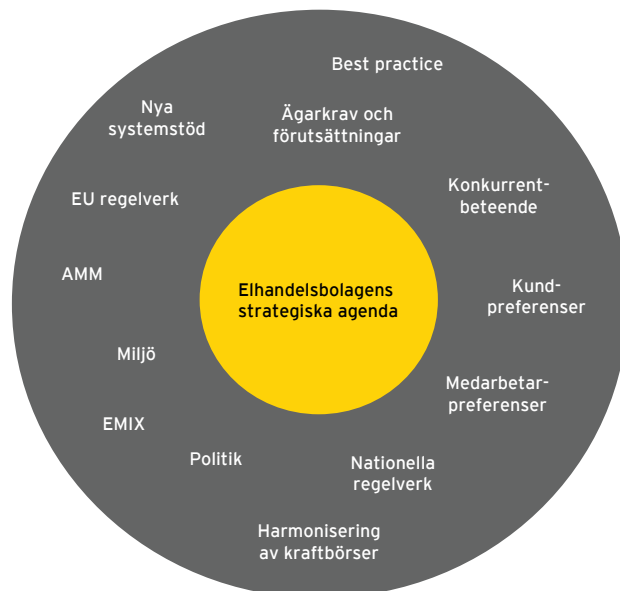 Best practice
Nya
systemstöd
Ägarkrav och
förutsättningar
EU regelverk
Konkurrent-
beteende
AMM
Elhandelsbolagens
strategiska agenda
Kund-
preferenser
Miljö
Medarbetar-
preferenser
EMIX
Politik
Nationella
regelverk
Harmonisering
av kraftbörser